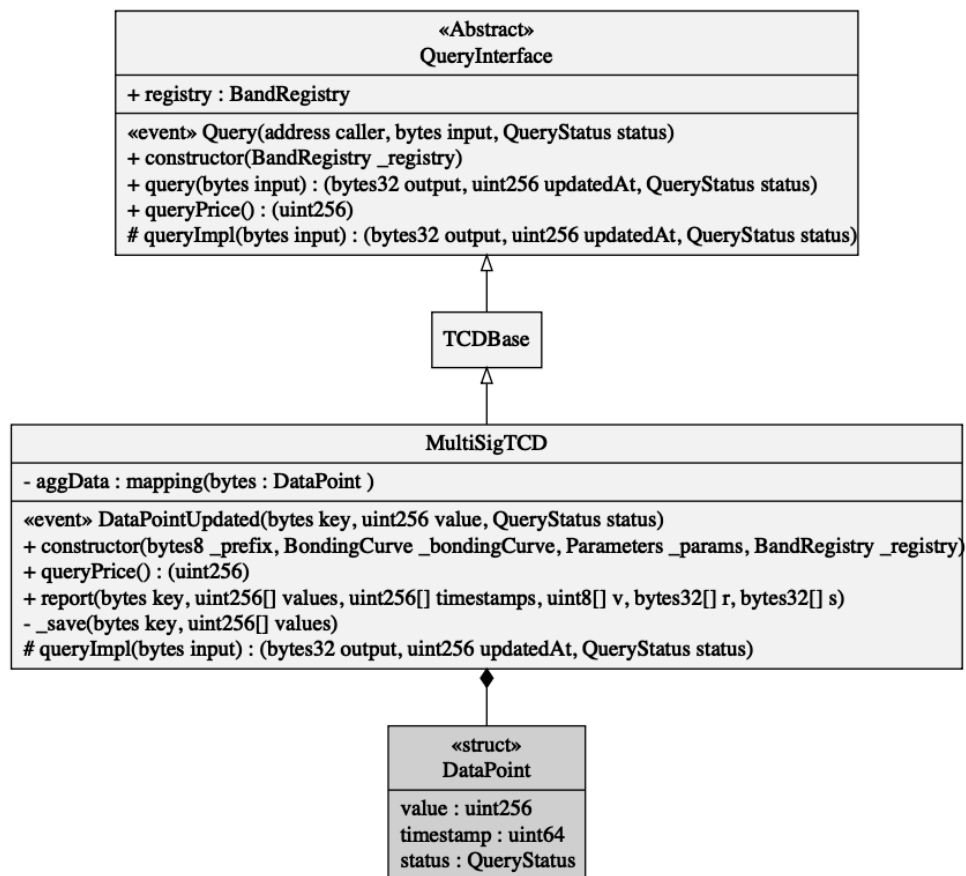 «Abstract»
QueryInterface
+ registry : BandRegistry
«event» Query(address caller, bytes input, QueryStatus status)
+ constructor(BandRegistry _registry)
+ query(bytes input) : (bytes32 output, uint256 updatedAt, QueryStatus status)
+ queryPrice() : (uint256)
# queryImpl(bytes input) : (bytes32 output, uint256 updatedAt, QueryStatus status)
TCDBase
MultiSigTCD
- aggData : mapping(bytes : DataPoint )
«event» DataPointUpdated(bytes key, uint256 value, QueryStatus status)
+ constructor(bytes8 _prefix, BondingCurve _bondingCurve, Parameters _params, BandRegistry _registry)
+ queryPrice() : (uint256)
+ report(bytes key, uint256[] values, uint256[] timestamps, uint8[] v, bytes32[] r, bytes32[] s)
- _save(bytes key, uint256[] values)
# queryImpl(bytes input) : (bytes32 output, uint256 updatedAt, QueryStatus status)
«struct»
DataPoint
value : uint256
timestamp : uint64
status : QueryStatus